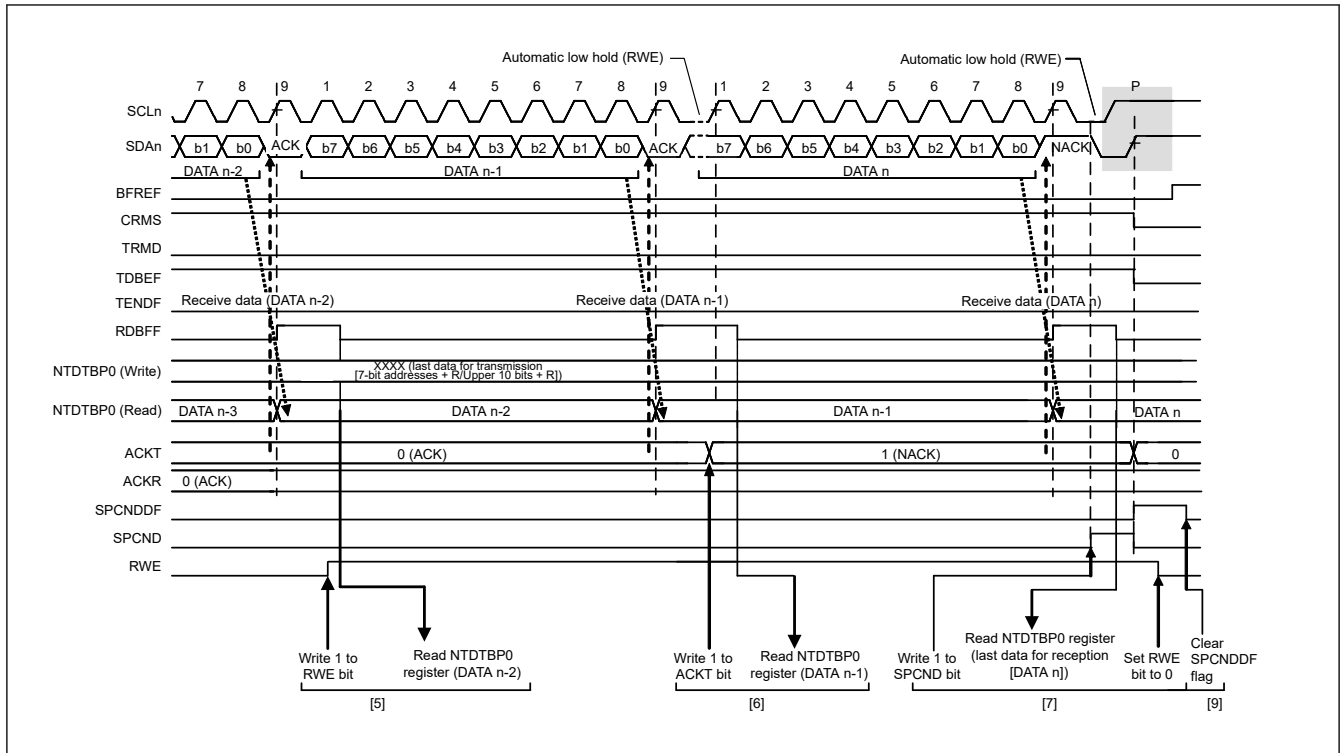 Automatic low hold (RWE)
Automatic low hold (RWE)
7 8 9 1 2 3 4 5 6 7 8 9 1 2 3 4 5 6 7 8 9 P
SCLn
SDAn b1 b0 ACK b7 b6 b5 b4 b3 b2 b1 b0 ACK b7 b6 b5 b4 b3 b2 b1 b0 NACK
DATA n-2 DATA n-1 DATA n
BFREF
CRMS
TRMD
TDBEF
TENDF Receive data (DATA n-2) Receive data (DATA n-1) Receive data (DATA n)
RDBFF
NTDTBP0 (Write)
XXXX (last data for transmission
[7-bit addresses + R/Upper 10 bits + R])
NTDTBP0 (Read) DATA n-3 DATA n-2 DATA n-1 DATA n
ACKT 0 (ACK) 1 (NACK) 0
ACKR 0 (ACK)
SPCNDDF
SPCND
RWE
Write 1 to
RWE bit
Read NTDTBP0
register (DATA n-2)
Write 1 to
ACKT bit
Read NTDTBP0
register (DATA n-1)
Write 1 to
SPCND bit
Read NTDTBP0 register
(last data for reception
[DATA n])
Set RWE
bit to 0
Clear
SPCNDDF
flag
[5] [6] [7] [9]